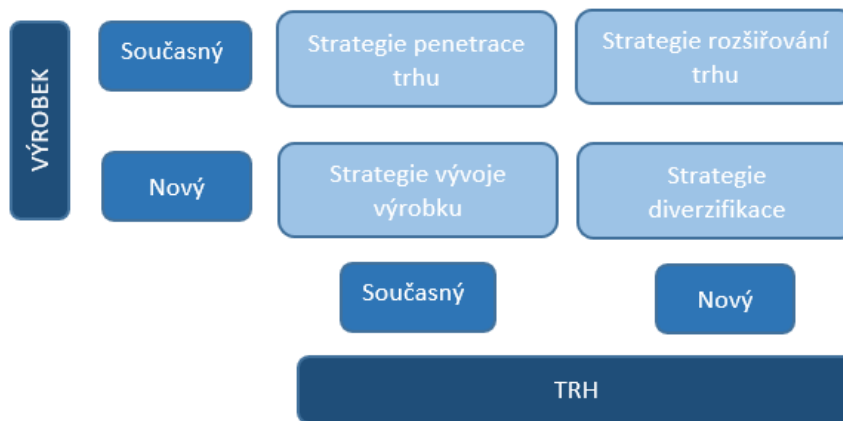 VÝROBEK
Současný
Strategie penetrace
trhu
Strategie rozšiřování
trhu
Nový
Strategie vývoje
výrobku
Strategie
diverzifikace
Současný
Nový
TRH